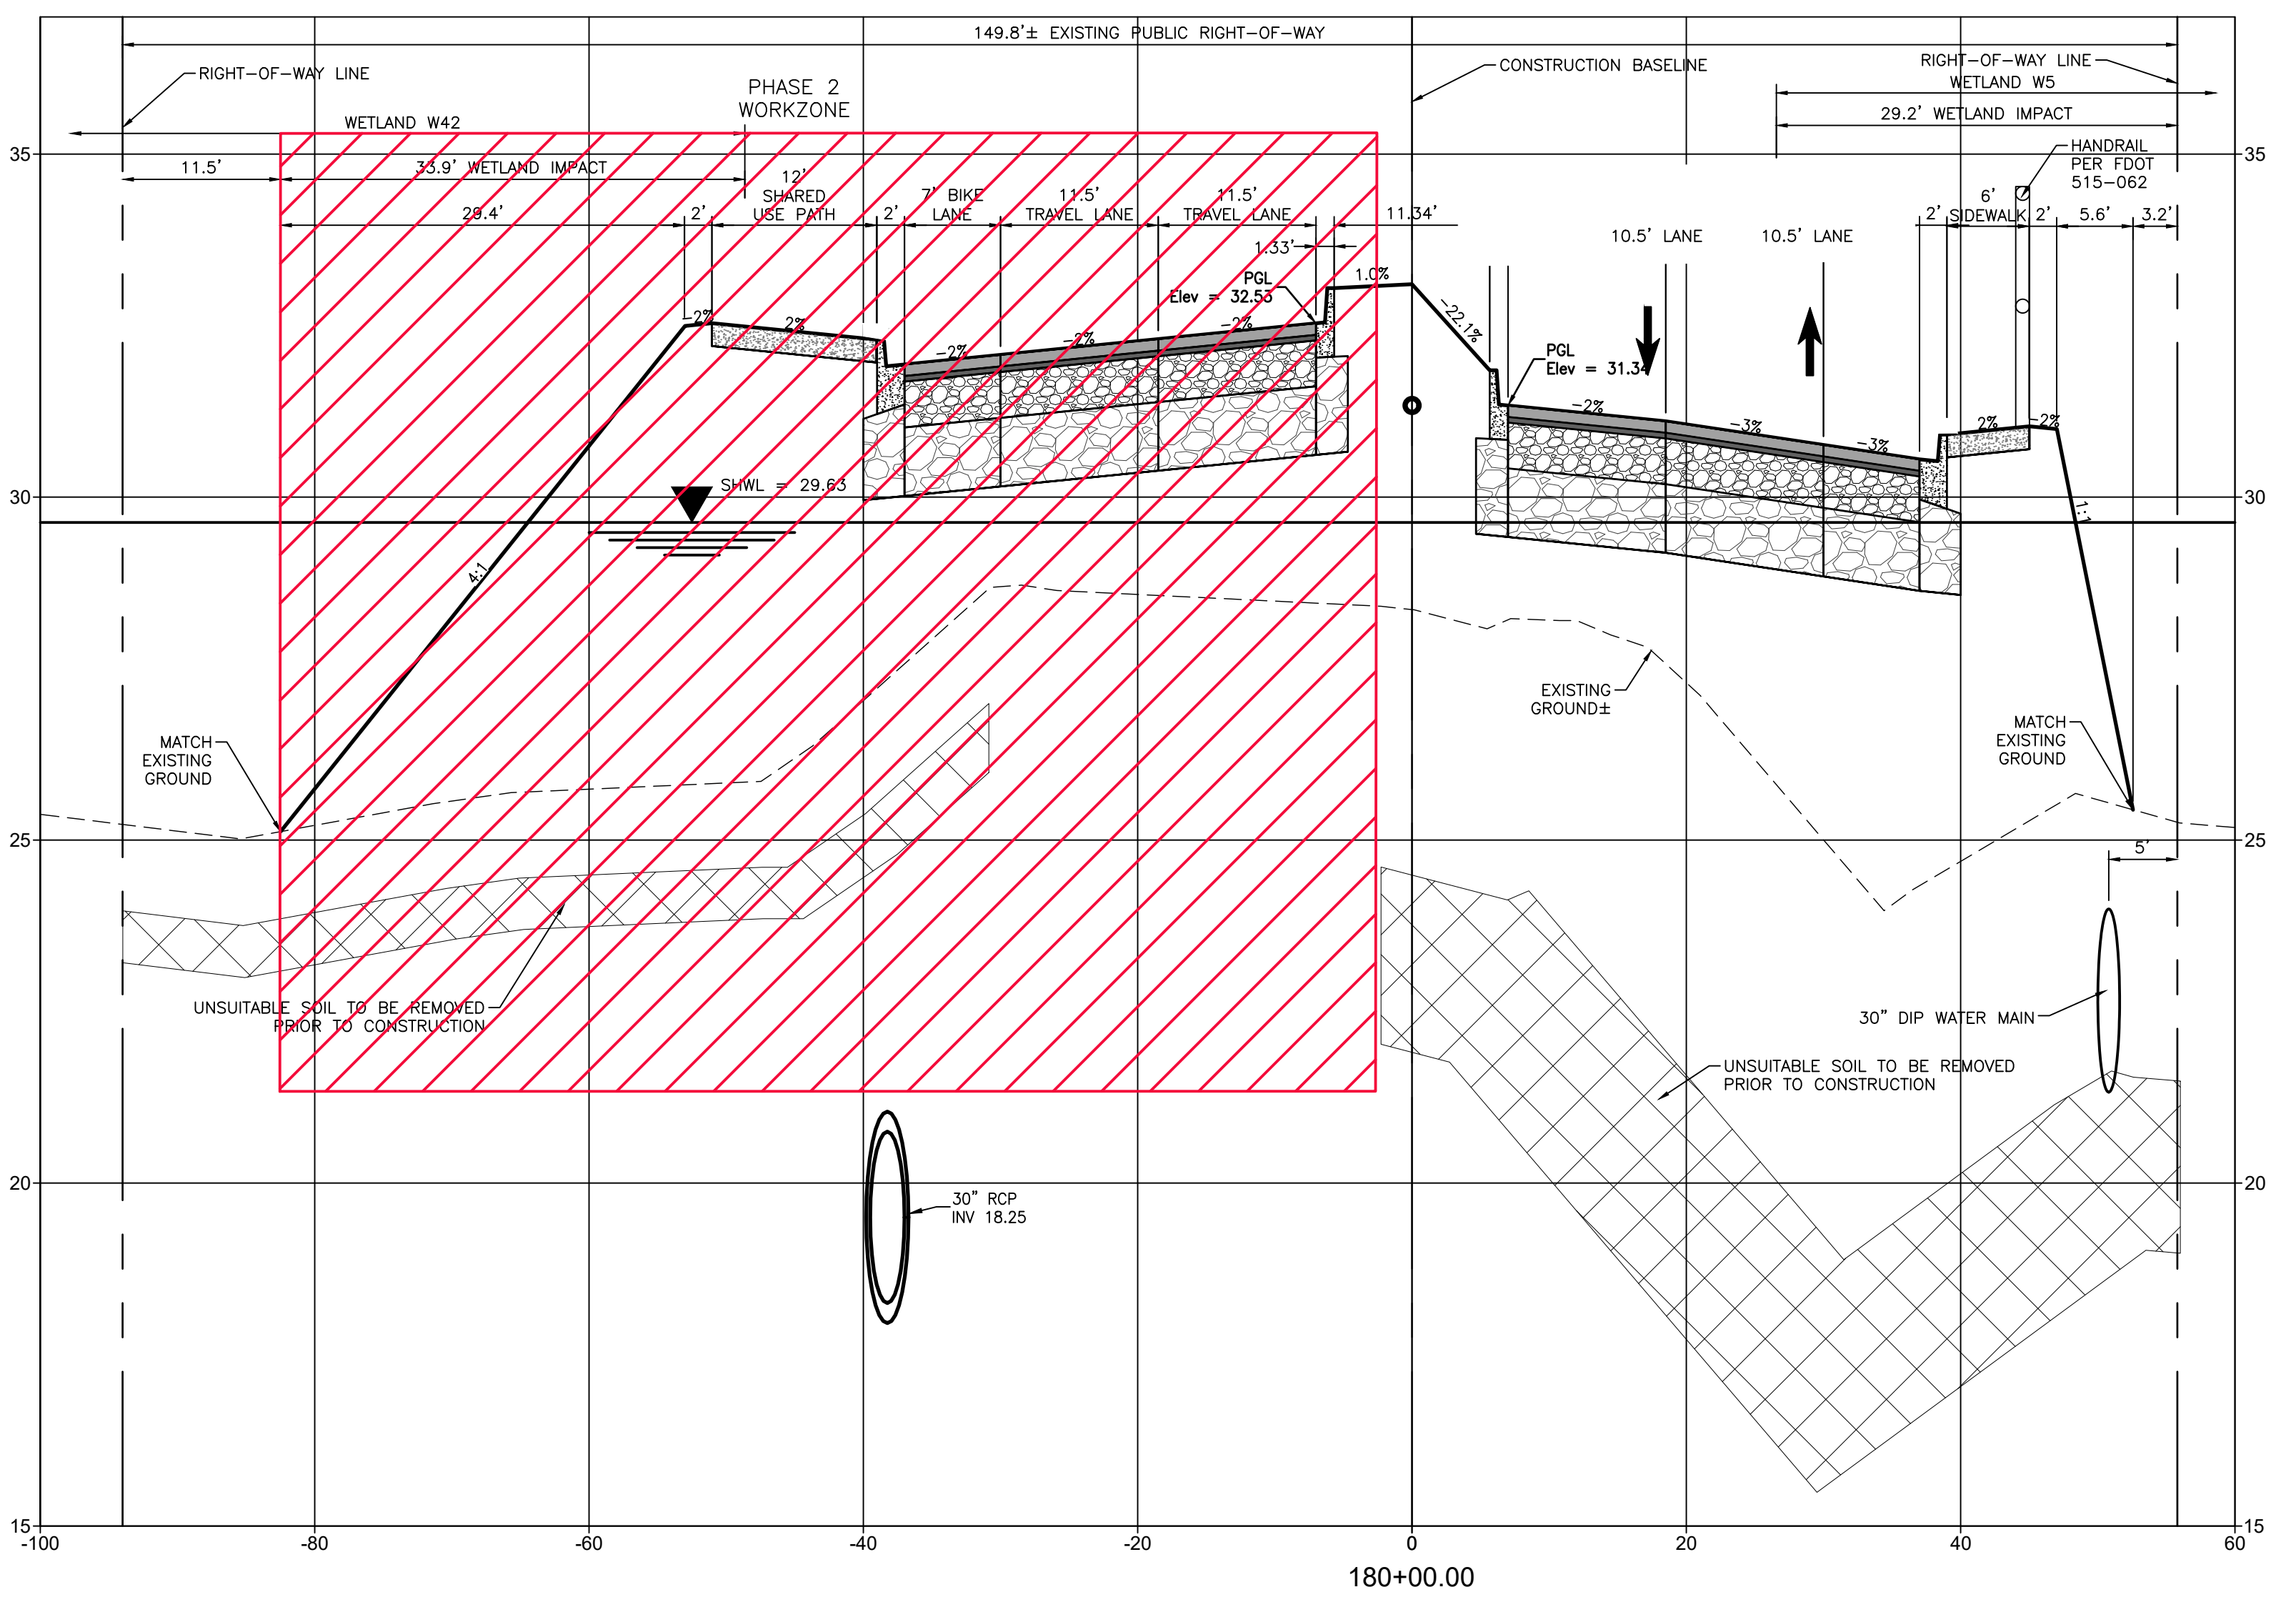 149.8'± EXISTING PUBLIC RIGHT-OF-WAY
RIGHT-OF-WAY LINE
PHASE 2
WORKZONE
CONSTRUCTION BASELINE
RIGHT-OF-WAY LINE
WETLAND W5
29.2' WETLAND IMPACT
WETLAND W42
HANDRAIL
PER FDOT
515-062
35
35
11.5'
33.9' WETLAND IMPACT
29.4'
2'
12'
SHARED
USE PATH
2'
7' BIKE
LANE
11.5'
TRAVEL LANE
11.5'
TRAVEL LANE
11.34'
1.33'
10.5' LANE
10.5' LANE
2'
6'
SIDEWALK
2'
5.6'
3.2'
PGL
Elev = 32.53
1.0%
-2%
2%
-2%
-2%
-2%
-22.1%
PGL
Elev = 31.34
-2%
-3%
-3%
2%
-2%
30
30
SHWL = 29.63
1:1
4:1
EXISTING
GROUND±
MATCH
EXISTING
GROUND
MATCH
EXISTING
GROUND
25
25
5'
UNSUITABLE SOIL TO BE REMOVED
PRIOR TO CONSTRUCTION
30" DIP WATER MAIN
UNSUITABLE SOIL TO BE REMOVED
PRIOR TO CONSTRUCTION
20
20
30" RCP
INV 18.25
15
15
-100
-80
-60
-40
-20
0
20
40
60
180+00.00